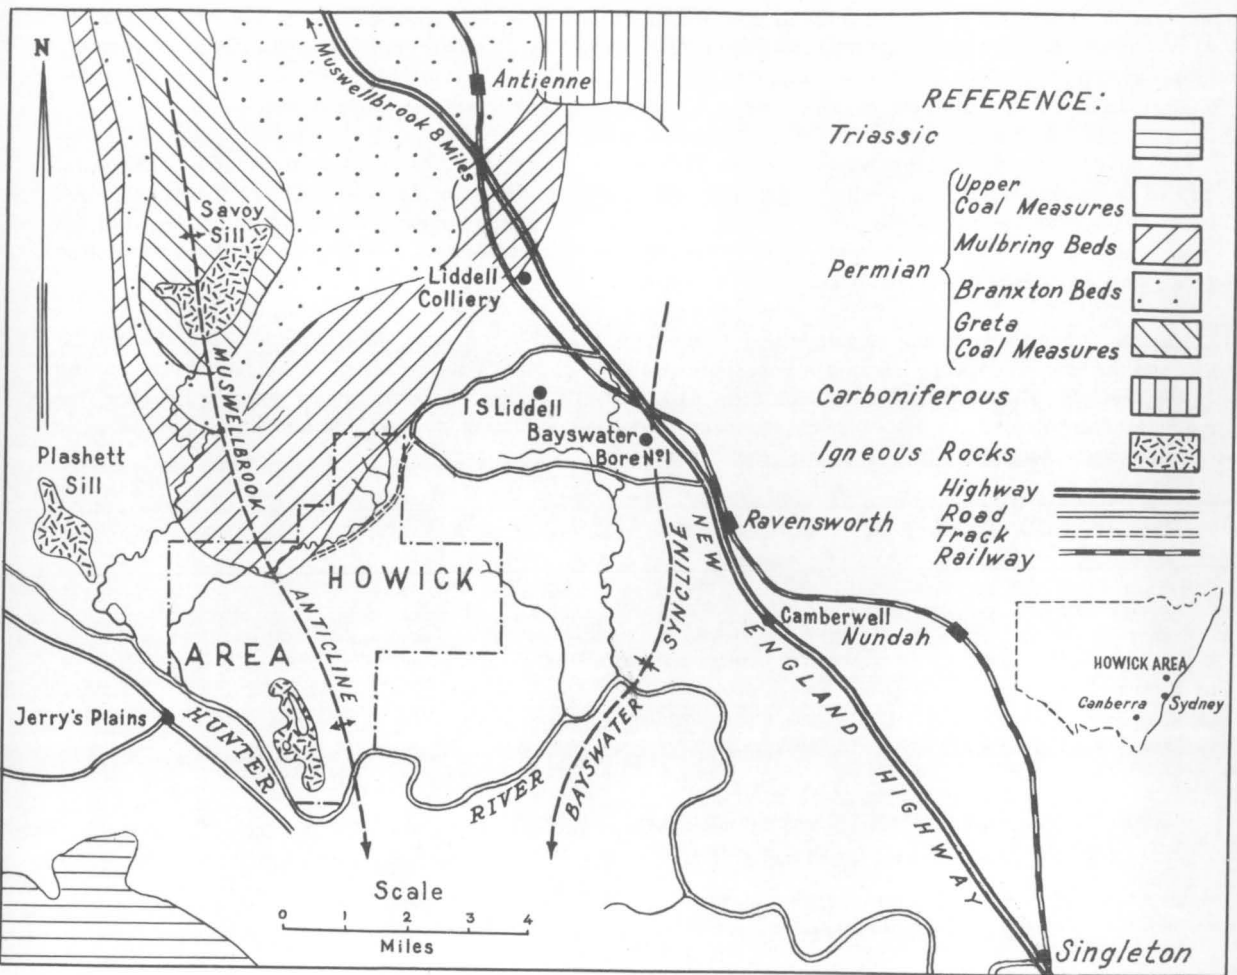 N
Muswellbrook 8 Miles
Antienne
Savoy
Sill
Liddell
Colliery
MUSWELLBROOK
ANTICLINE
I S Liddell
Bayswater
Bore Nº1
Plashett
Sill
HOWICK
AREA
NEW
ENGLAND
HIGHWAY
Ravensworth
Camberwell
Nundah
SYNCLINE
BAYSWATER
Jerry's Plains
HUNTER
RIVER
Singleton
Scale
0 1 2 3 4
Miles
REFERENCE:
Triassic
Permian
Upper
Coal Measures
Mulbring Beds
Branxton Beds
Greta
Coal Measures
Carboniferous
Igneous Rocks
Highway
Road
Track
Railway
HOWICK AREA
Canberra
Sydney